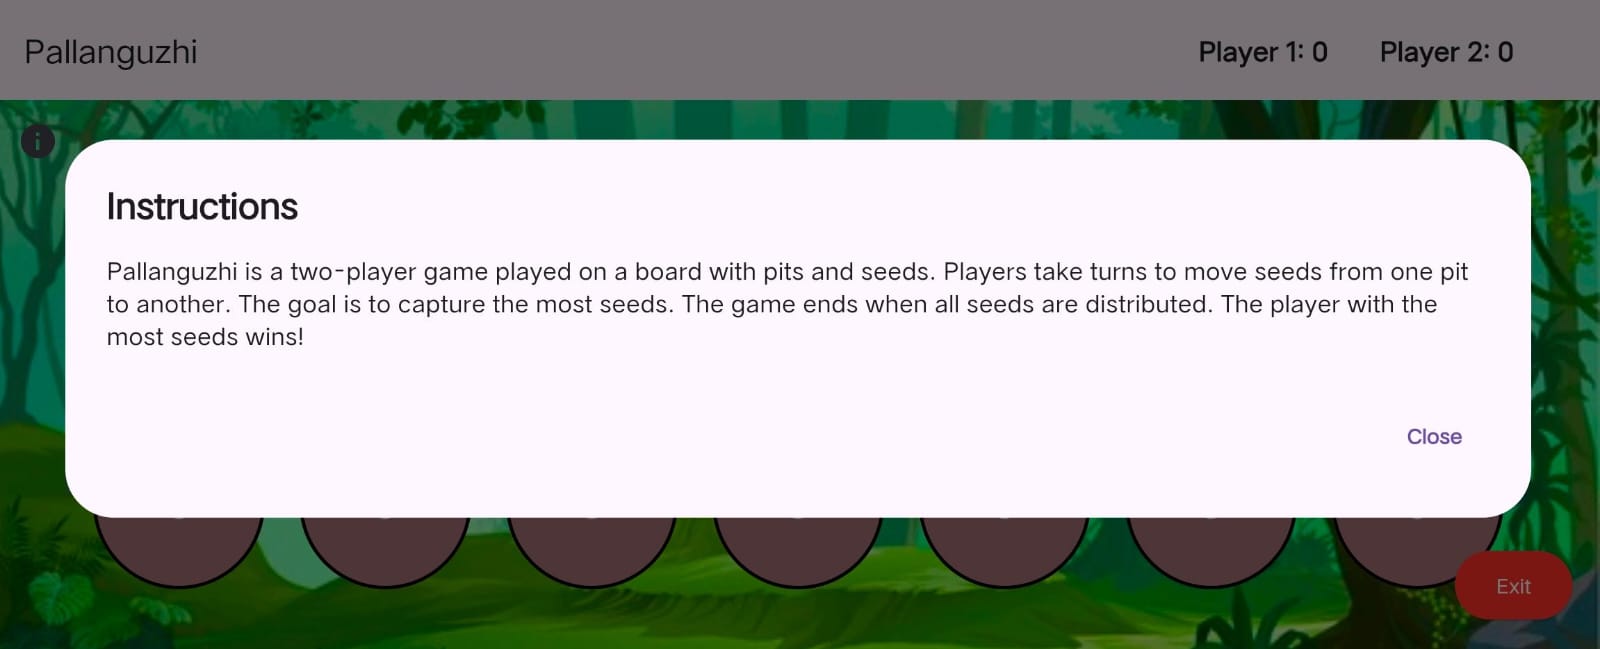 Pallanguzhi
Player 1: 0
Player 2: 0
Instructions
Pallanguzhi is a two-player game played on a board with pits and seeds. Players take turns to move seeds from one pit
to another. The goal is to capture the most seeds. The game ends when all seeds are distributed. The player with the
most seeds wins!
Close
Exit